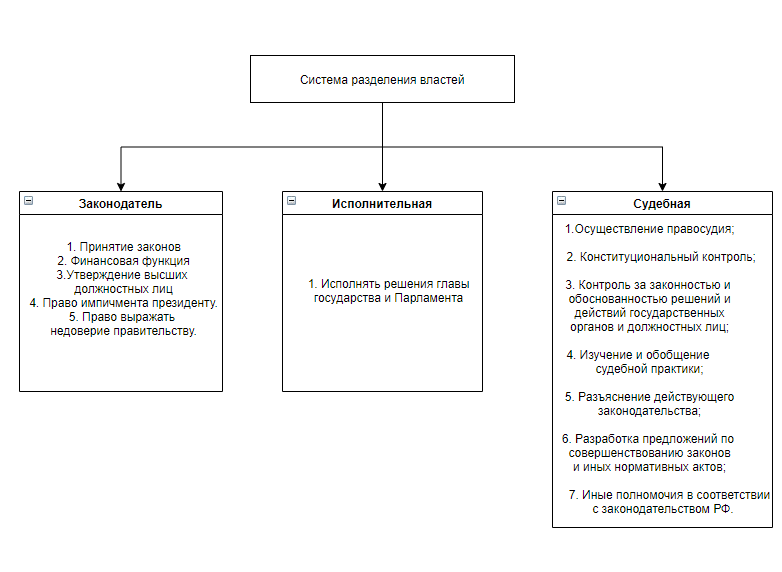 Система разделения властей
Законодатель
1. Принятие законов
2. Финансовая функция
3.Утверждение высших
должностных лиц
4. Право импичмента президенту.
5. Право выражать
недоверие правительству.
Исполнительная
1. Исполнять решения главы
государства и Парламента
Судебная
1.Осуществление правосудия;
2. Конституционный контроль;
3. Контроль за законностью и
обоснованностью решений и
действий государственных
органов и должностных лиц;
4. Изучение и обобщение
судебной практики;
5. Разъяснение действующего
законодательства;
6. Разработка предложений по
совершенствованию законов
и иных нормативных актов;
7. Иные полномочия в соответствии
с законодательством РФ.